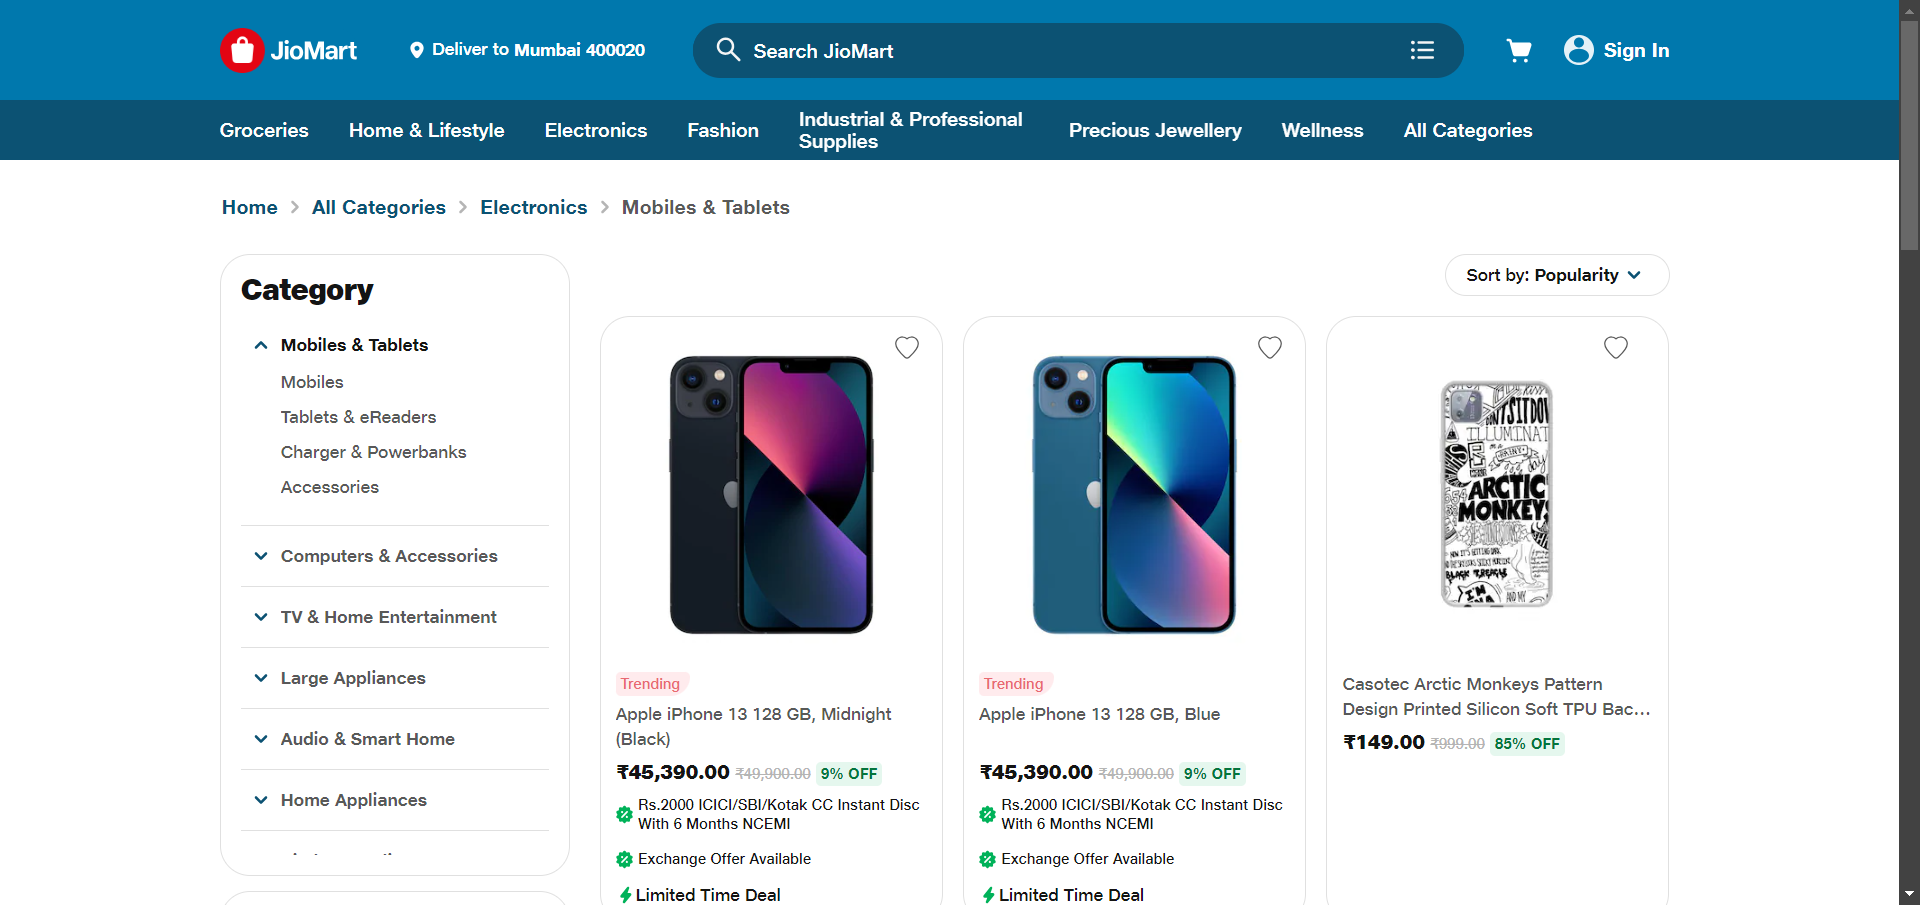 JioMart
Deliver to Mumbai 400020
Search JioMart
Sign In
Groceries
Home & Lifestyle
Electronics
Fashion
Industrial & Professional
Supplies
Precious Jewellery
Wellness
All Categories
Home
All Categories
Electronics
Mobiles & Tablets
Category
Mobiles & Tablets
Mobiles
Tablets & eReaders
Charger & Powerbanks
Accessories
Computers & Accessories
TV & Home Entertainment
Large Appliances
Audio & Smart Home
Home Appliances
Sort by: Popularity
Trending
Apple iPhone 13 128 GB, Midnight
(Black)
₹45,390.00 ₹49,900.00 9% OFF
Rs.2000 ICICI/SBI/Kotak CC Instant Disc
With 6 Months NCEMI
Exchange Offer Available
Limited Time Deal
Trending
Apple iPhone 13 128 GB, Blue
₹45,390.00 ₹49,900.00 9% OFF
Rs.2000 ICICI/SBI/Kotak CC Instant Disc
With 6 Months NCEMI
Exchange Offer Available
Limited Time Deal
ILLUMINAT
RAINY
day
ARCTIC
MONKEYS
BLACK TREACLE
I'M
AND MY
Casotec Arctic Monkeys Pattern
Design Printed Silicon Soft TPU Bac...
₹149.00 ₹999.00 85% OFF